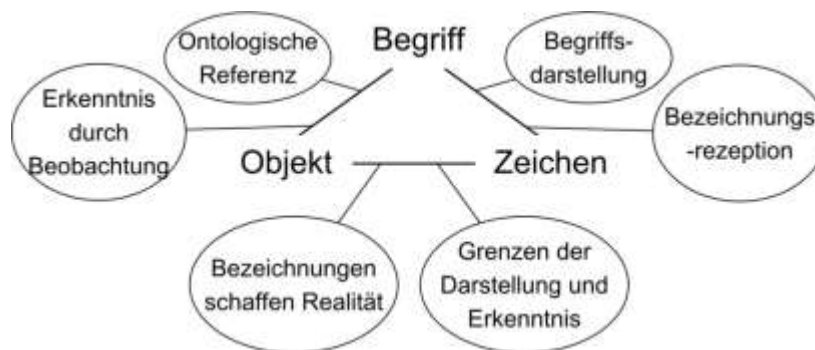 Ontologische
Referenz
Begriff
Begriffs-
darstellung
Erkenntnis
durch
Beobachtung
Bezeichnungs
-rezeption
Objekt
Zeichen
Bezeichnungen
schaffen Realität
Grenzen der
Darstellung und
Erkenntnis